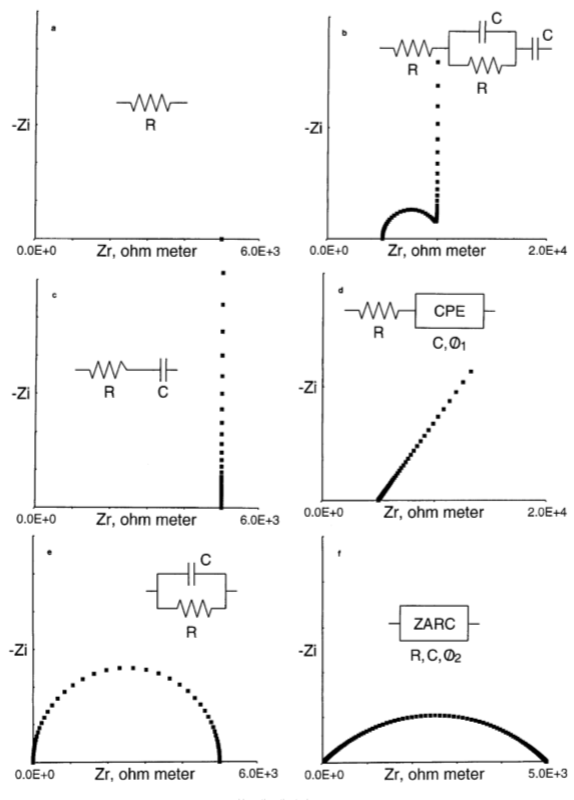 a
R
-Zi
0.0E+0
Zr, ohm meter
6.0E+3
b
C
C
R
R
-Zi
0.0E+0
Zr, ohm meter
2.0E+4
c
R
C
-Zi
0.0E+0
Zr, ohm meter
6.0E+3
d
CPE
R
C,Ø1
-Zi
0.0E+0
Zr, ohm meter
2.0E+4
e
C
R
-Zi
0.0E+0
Zr, ohm meter
6.0E+3
f
ZARC
R,C,Ø2
-Zi
0.0E+0
Zr, ohm meter
5.0E+3